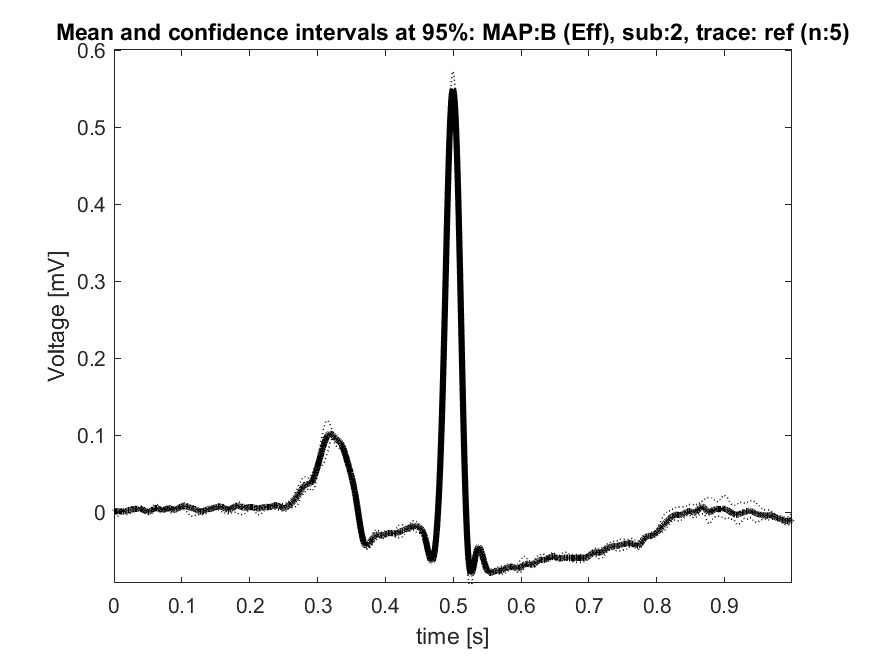 Mean and confidence intervals at 95%: MAP:B (Eff), sub:2, trace: ref (n:5)
0.6
0.5
0.4
0.3
0.2
0.1
0
Voltage [mV]
0 0.1 0.2 0.3 0.4 0.5 0.6 0.7 0.8 0.9
time [s]